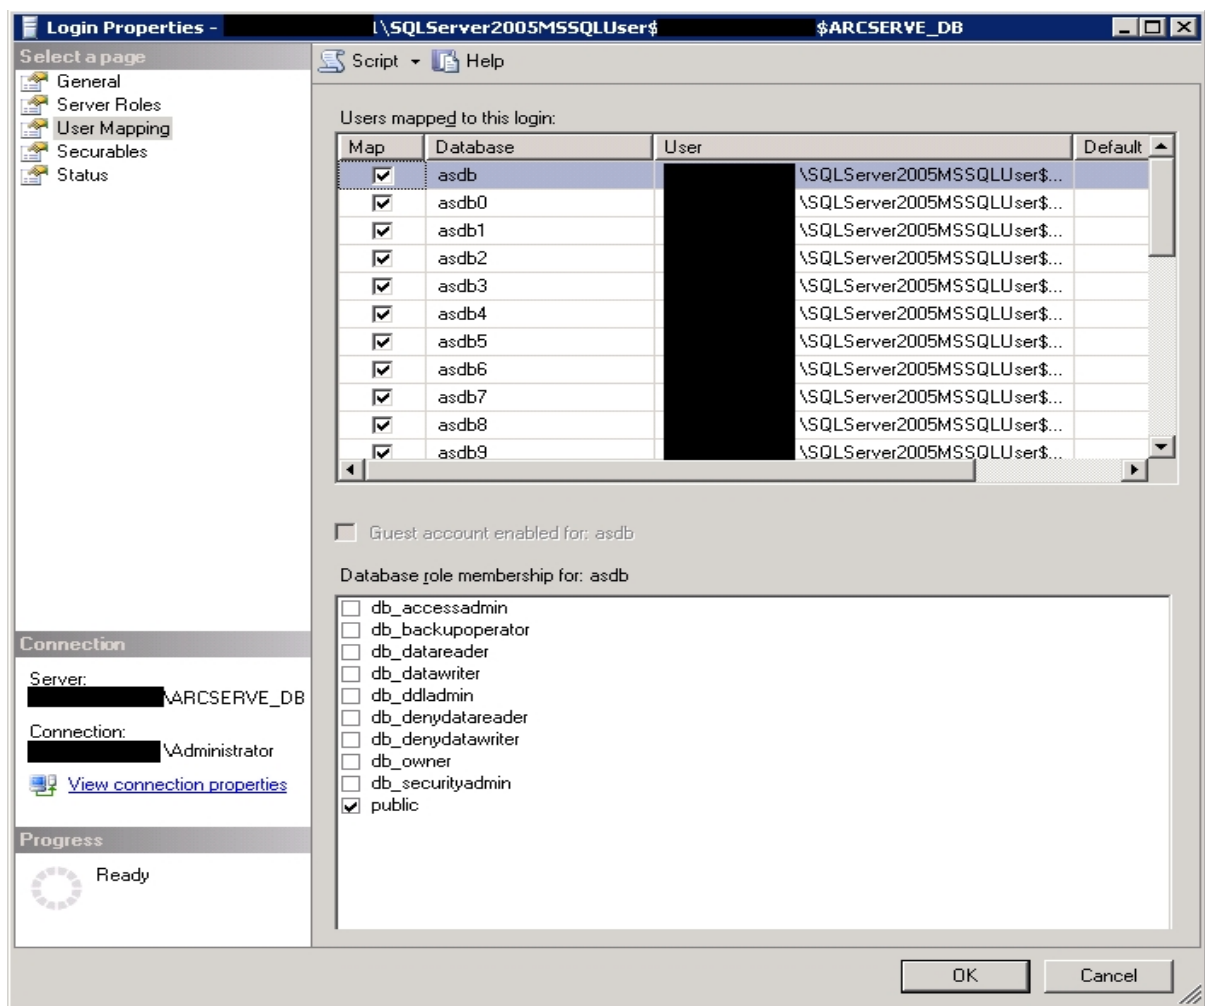 Login Properties - \SQLServer2005MSSQLUser$ $ARCSERVE_DB
Select a page
General
Server Roles
User Mapping
Securables
Status
Script Help
Users mapped to this login:
Map Database User Default
asdb \SQLServer2005MSSQLUser$...
asdb0 \SQLServer2005MSSQLUser$...
asdb1 \SQLServer2005MSSQLUser$...
asdb2 \SQLServer2005MSSQLUser$...
asdb3 \SQLServer2005MSSQLUser$...
asdb4 \SQLServer2005MSSQLUser$...
asdb5 \SQLServer2005MSSQLUser$...
asdb6 \SQLServer2005MSSQLUser$...
asdb7 \SQLServer2005MSSQLUser$...
asdb8 \SQLServer2005MSSQLUser$...
asdb9 \SQLServer2005MSSQLUser$...
Guest account enabled for: asdb
Database role membership for: asdb
db_accessadmin
db_backupoperator
db_datareader
db_datawriter
db_ddladmin
db_denydatareader
db_denydatawriter
db_owner
db_securityadmin
public
Connection
Server:
\ARCSERVE_DB
Connection:
\Administrator
View connection properties
Progress
Ready
OK Cancel